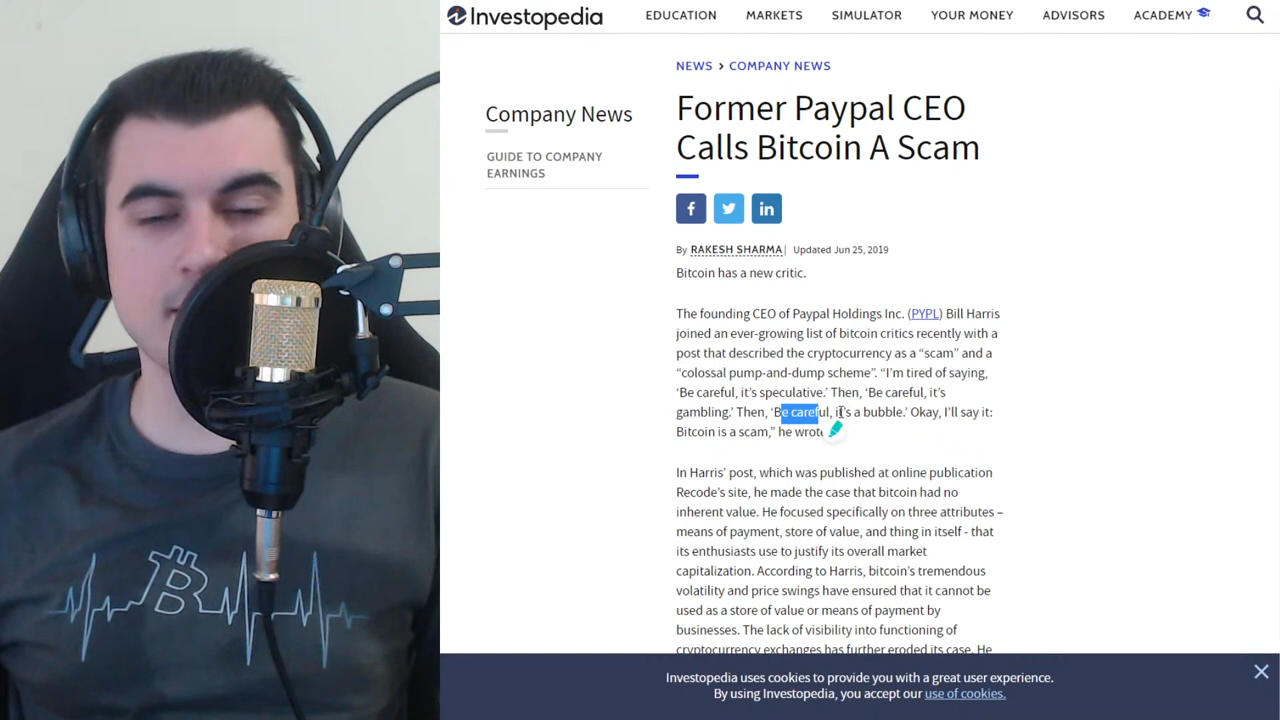 Investopedia
EDUCATION
MARKETS
SIMULATOR
YOUR MONEY
ADVISORS
ACADEMY
NEWS > COMPANY NEWS
Company News
GUIDE TO COMPANY
EARNINGS
Former Paypal CEO
Calls Bitcoin A Scam
By RAKESH SHARMA | Updated Jun 25, 2019
Bitcoin has a new critic.
The founding CEO of Paypal Holdings Inc. (PYPL) Bill Harris
joined an ever-growing list of bitcoin critics recently with a
post that described the cryptocurrency as a “scam” and a
“colossal pump-and-dump scheme”. “I’m tired of saying,
‘Be careful, it’s speculative.’ Then, ‘Be careful, it’s
gambling.’ Then, ‘Be careful, it’s a bubble.’ Okay, I’ll say it:
Bitcoin is a scam,” he wrote
In Harris’ post, which was published at online publication
Recode’s site, he made the case that bitcoin had no
inherent value. He focused specifically on three attributes –
means of payment, store of value, and thing in itself - that
its enthusiasts use to justify its overall market
capitalization. According to Harris, bitcoin’s tremendous
volatility and price swings have ensured that it cannot be
used as a store of value or means of payment by
businesses. The lack of visibility into functioning of
cryptocurrency exchanges has further eroded its case. He
Investopedia uses cookies to provide you with a great user experience.
By using Investopedia, you accept our use of cookies.